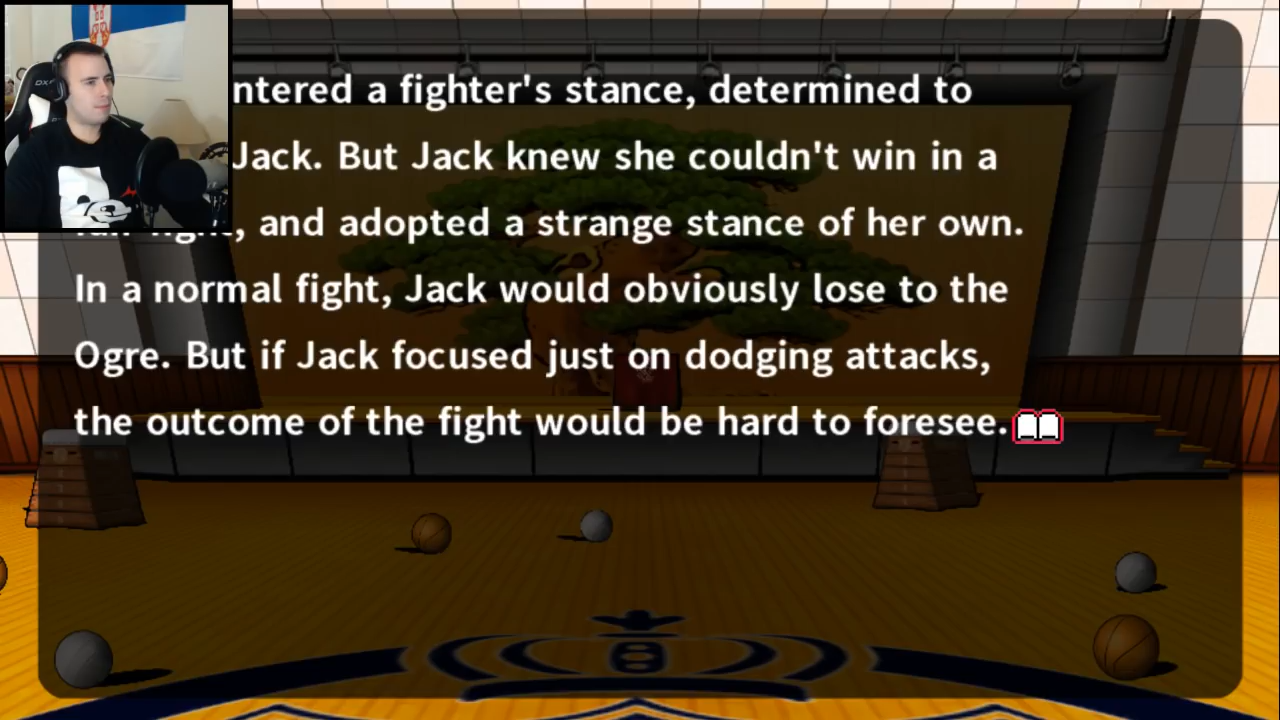 ntered a fighter's stance, determined to
Jack. But Jack knew she couldn't win in a
, and adopted a strange stance of her own.
In a normal fight, Jack would obviously lose to the
Ogre. But if Jack focused just on dodging attacks,
the outcome of the fight would be hard to foresee.